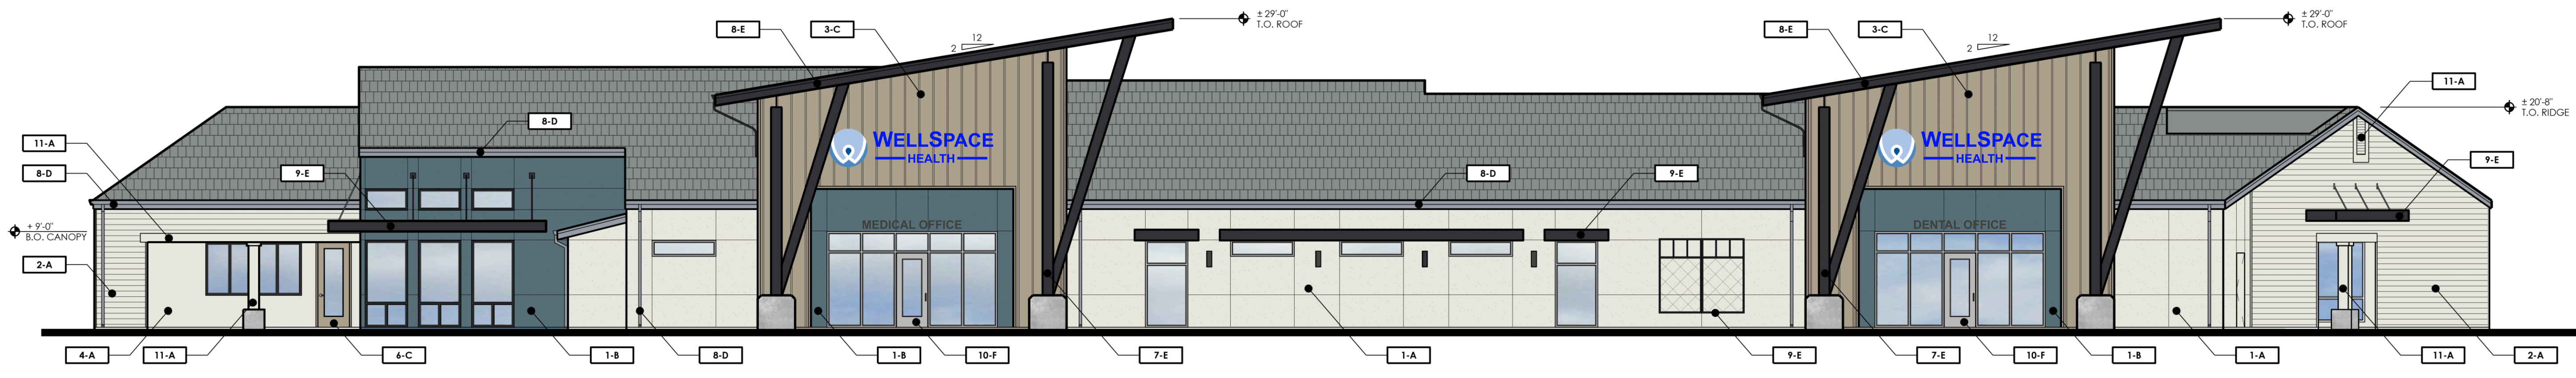 ± 29'-0"
T.O. ROOF
± 29'-0"
T.O. ROOF
8-E
3-C
12
2
8-E
3-C
12
2
11-A
± 20'-8"
T.O. RIDGE
8-D
11-A
WELLSPACE
HEALTH
WELLSPACE
HEALTH
9-E
8-D
9-E
8-D
9-E
MEDICAL OFFICE
DENTAL OFFICE
+ 9'-0"
B.O. CANOPY
2-A
4-A
11-A
6-C
1-B
8-D
1-B
10-F
7-E
1-A
9-E
7-E
10-F
1-B
1-A
11-A
2-A